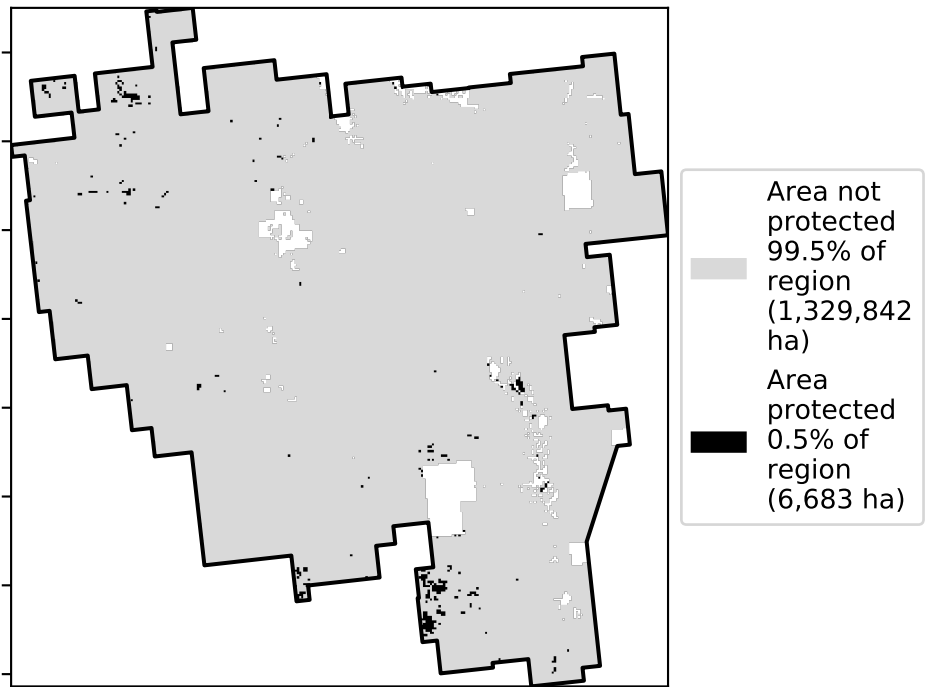 Area not
protected
99.5% of
region
(1,329,842
ha)
Area
protected
0.5% of
region
(6,683 ha)